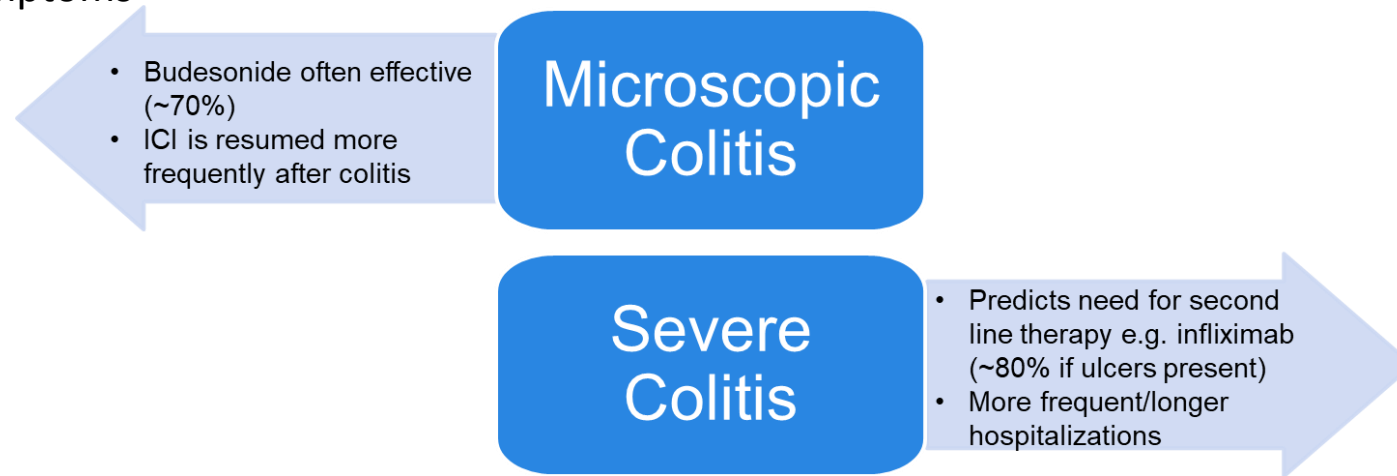 • Budesonide often effective
(~70%)
• ICI is resumed more
frequently after colitis
Microscopic
Colitis
Severe
Colitis
• Predicts need for second
line therapy e.g. infliximab
(~80% if ulcers present)
• More frequent/longer
hospitalizations